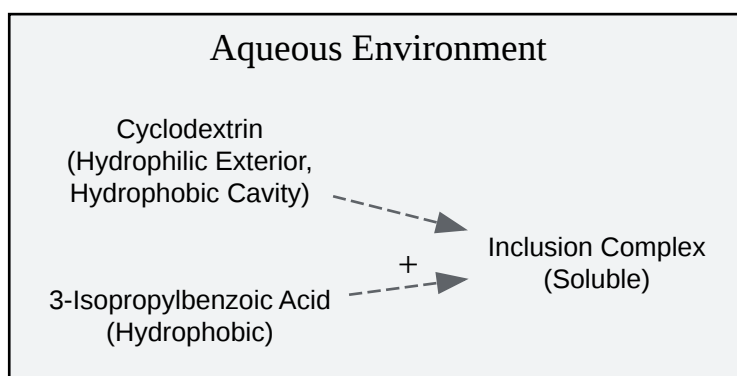 Aqueous Environment
Cyclodextrin
(Hydrophilic Exterior,
Hydrophobic Cavity)
+
3-Isopropylbenzoic Acid
(Hydrophobic)
Inclusion Complex
(Soluble)